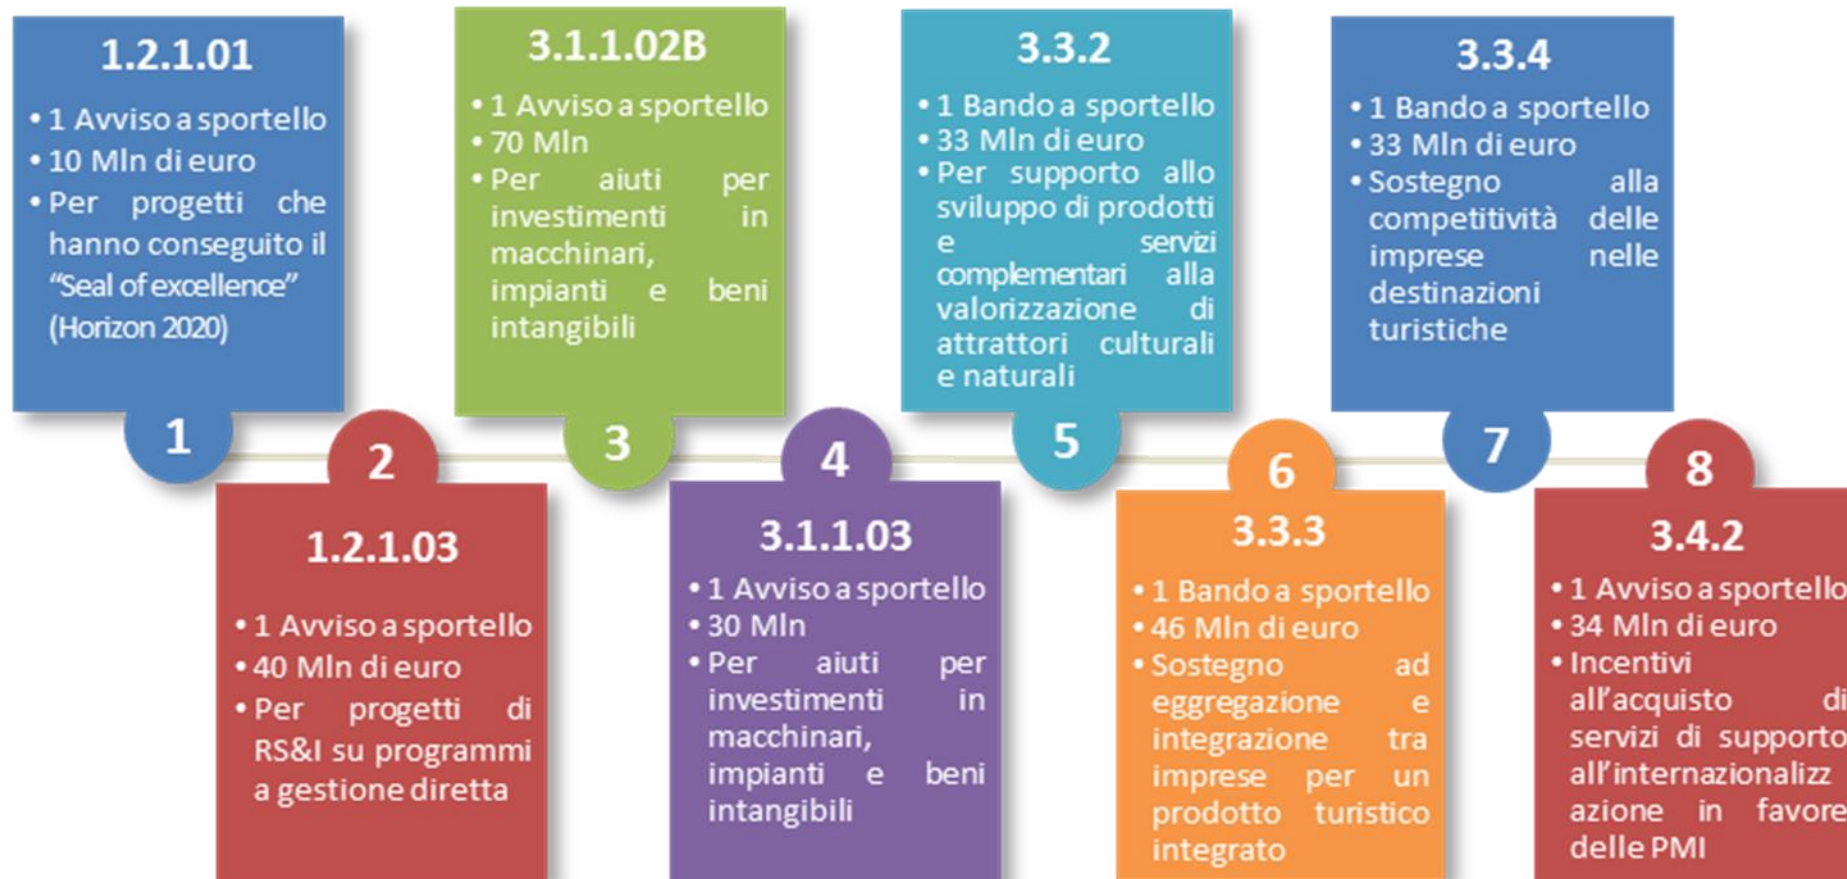 1.2.1.01
• 1 Avviso a sportello
• 10 Mln di euro
• Per progetti che
hanno conseguito il
“Seal of excellence”
(Horizon 2020)
1
2
1.2.1.03
• 1 Avviso a sportello
• 40 Mln di euro
• Per progetti di
RS&I su programmi
a gestione diretta
3.1.1.02B
• 1 Avviso a sportello
• 70 Mln
• Per aiuti per
investimenti in
macchinari,
impianti e beni
intangibili
3
4
3.1.1.03
• 1 Avviso a sportello
• 30 Mln
• Per aiuti per
investimenti in
macchinari,
impianti e beni
intangibili
3.3.2
• 1 Bando a sportello
• 33 Mln di euro
• Per supporto allo
sviluppo di prodotti
e servizi
complementari alla
valorizzazione di
attrattori culturali
e naturali
5
6
3.3.3
• 1 Bando a sportello
• 46 Mln di euro
• Sostegno ad
eggregazione e
integrazione tra
imprese per un
prodotto turistico
integrato
3.3.4
• 1 Bando a sportello
• 33 Mln di euro
• Sostegno alla
competitività delle
imprese nelle
destinazioni
turistiche
7
8
3.4.2
• 1 Avviso a sportello
• 34 Mln di euro
• Incentivi
all’acquisto di
servizi di supporto
all’internazionalizz
azione in favore
delle PMI